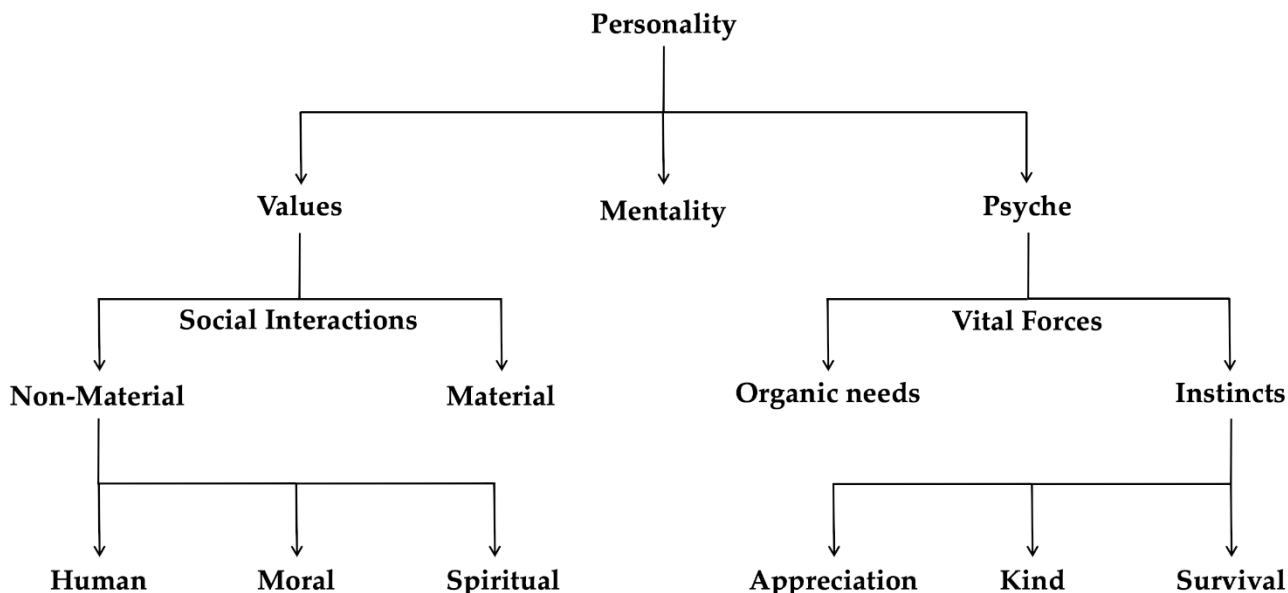 Personality
Values
Mentality
Psyche
Social Interactions
Vital Forces
Non-Material
Material
Organic needs
Instincts
Human
Moral
Spiritual
Appreciation
Kind
Survival